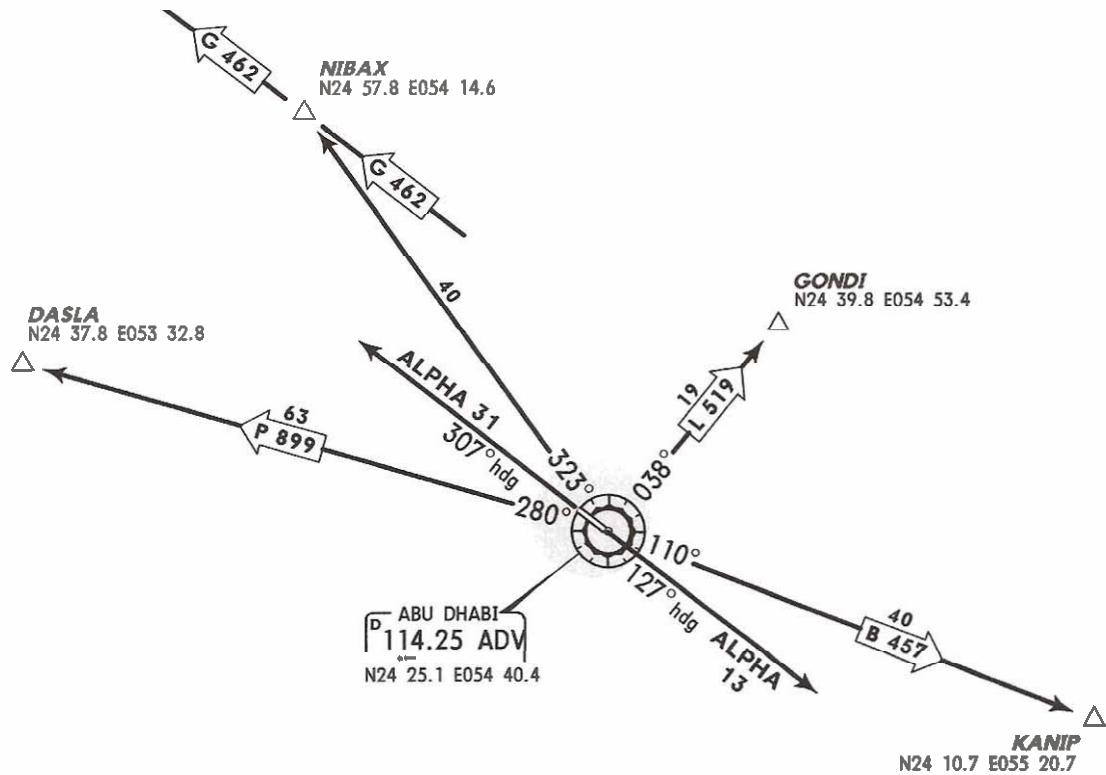 G 462
NIBAX
N24 57.8 E054 14.6
G 462
40
GONDI
N24 39.8 E054 53.4
DASLA
N24 37.8 E053 32.8
ALPHA 31
307° hdg
19
L 519
63
P 899
323°
038°
280°
110°
127° hdg
ALPHA
13
40
B 457
ABU DHABI
D 114.25 ADV
N24 25.1 E054 40.4
KANIP
N24 10.7 E055 20.7